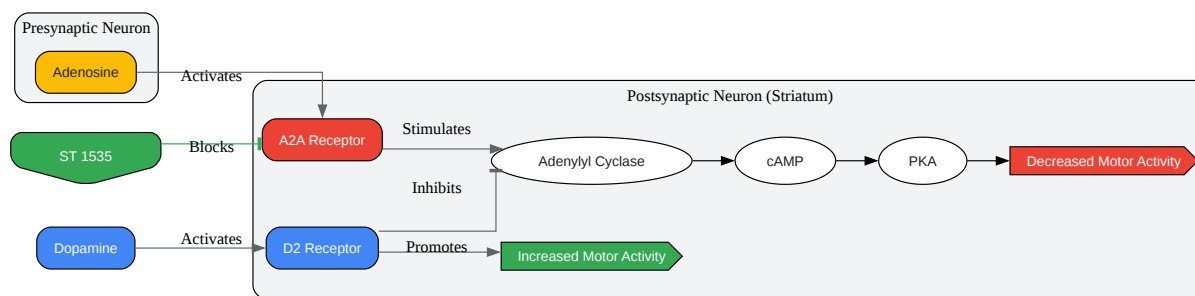 Presynaptic Neuron
Adenosine
Activates
Postsynaptic Neuron (Striatum)
ST 1535
Blocks
A2A Receptor
Stimulates
Adenylyl Cyclase
cAMP
PKA
Decreased Motor Activity
Inhibits
Dopamine
Activates
D2 Receptor
Promotes
Increased Motor Activity